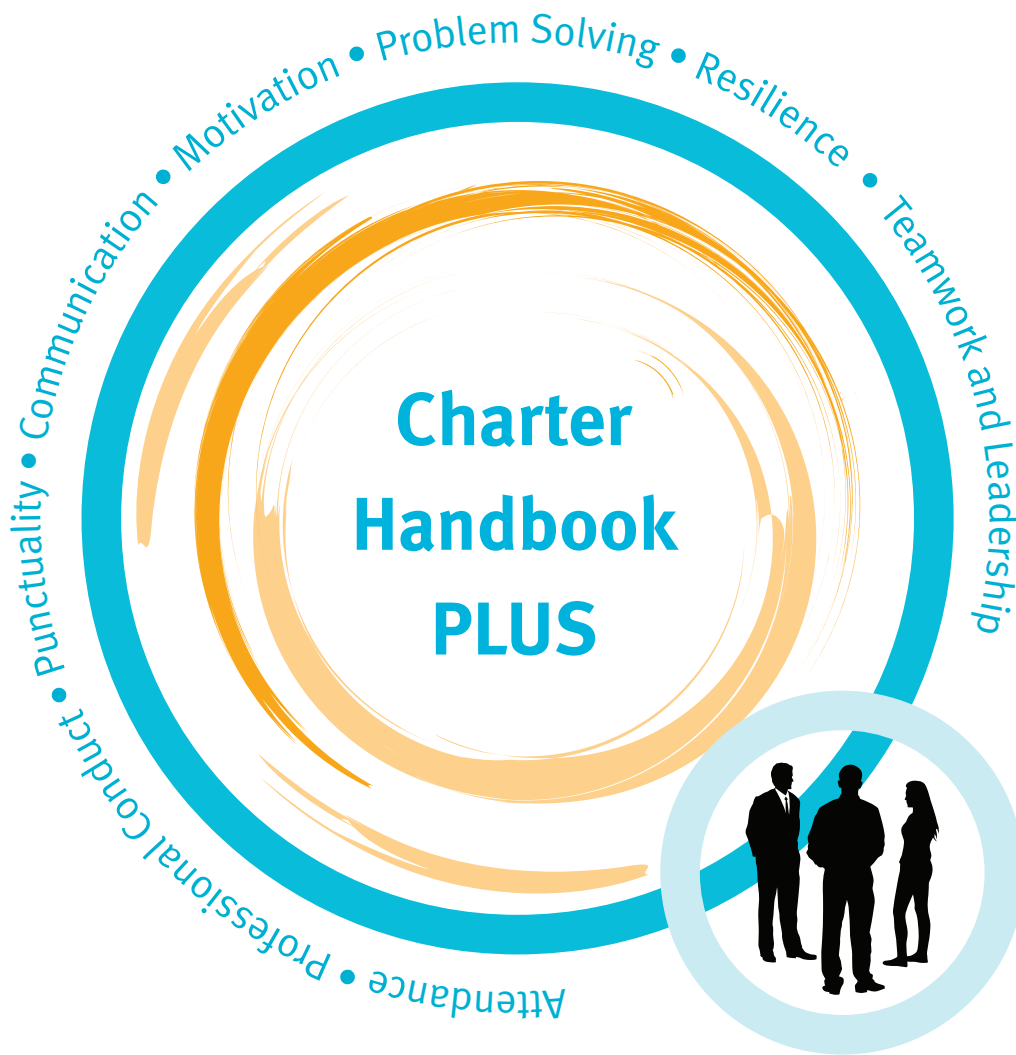 Attendance • Professional Conduct • Punctuality • Communication • Motivation • Problem Solving • Resilience • Teamwork and Leadership
Charter
Handbook
PLUS